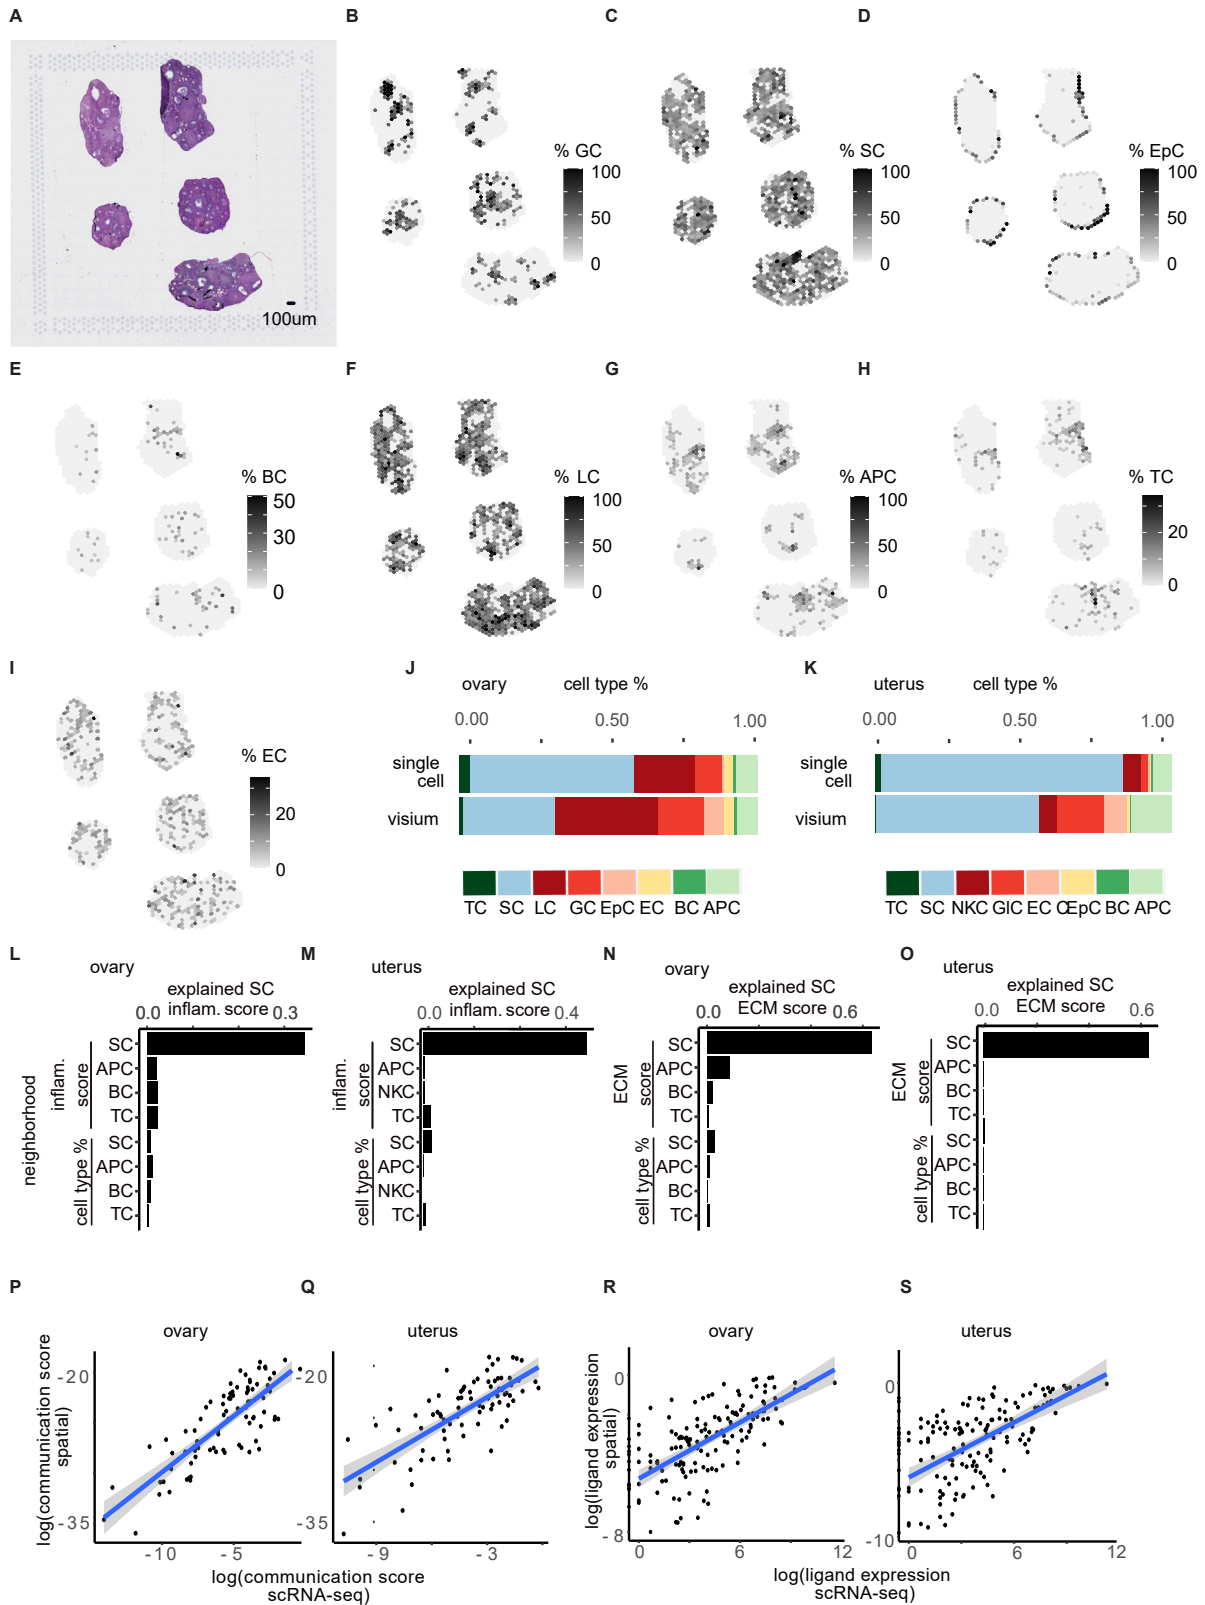 A
B
C
D
100um
% GC
100
50
0
% SC
100
50
0
% EpC
100
50
0
E
F
G
H
% BC
50
30
0
% LC
100
50
0
% APC
100
50
0
% TC
20
0
I
% EC
20
0
J
ovary cell type %
0.00 0.50 1.00
single
cell
visium
TC SC LC GC EpC EC BC APC
K
uterus cell type %
0.00 0.50 1.00
single
cell
visium
TC SC NKC GlC EC EpC BC APC
L
ovary
explained SC
inflam. score
0.0 0.3
neighborhood
inflam.
score
cell type %
SC
APC
BC
TC
SC
APC
BC
TC
M
uterus
explained SC
inflam. score
0.0 0.4
inflam.
score
cell type %
SC
APC
NKC
TC
SC
APC
NKC
TC
N
ovary
explained SC
ECM score
0.0 0.6
ECM
score
cell type %
SC
APC
BC
TC
SC
APC
BC
TC
O
uterus
explained SC
ECM score
0.0 0.6
ECM
score
cell type %
SC
APC
BC
TC
SC
APC
BC
TC
P
ovary
log(communication score
spatial)
-20
-35
-10 -5
Q
uterus
-20
-35
-9 -3
log(communication score
scRNA-seq)
R
ovary
log(ligand expression
spatial)
0
-8
0 6 12
S
uterus
0
-10
0 6 12
log(ligand expression
scRNA-seq)